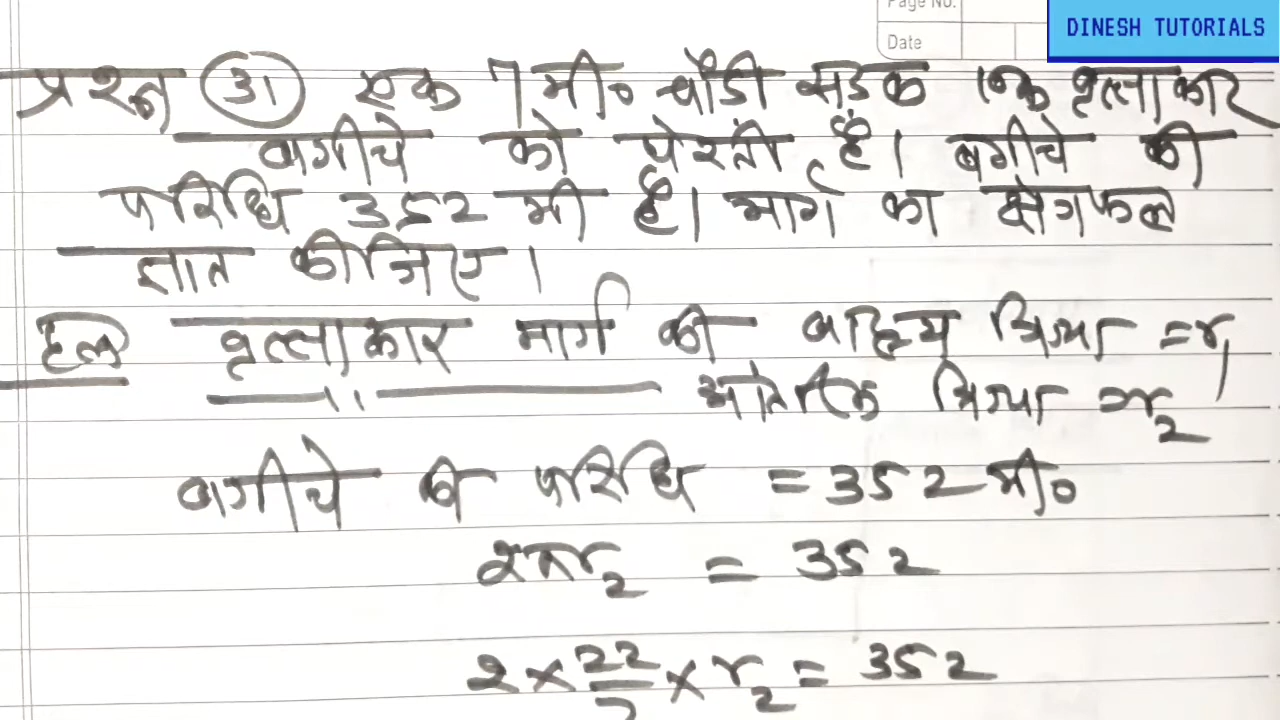 Page No.
Date
DINESH TUTORIALS
प्रश्न 31 एक 7 मी० चौडी सड़क एक वृत्ताकार
बगीचे को घेरती है। बगीचे की
परिधि 352 मी है। मार्ग का क्षेत्रफल
ज्ञात कीजिए।
हल वृत्ताकार मार्ग की बाह्य त्रिज्या = r₁
—— ,, —— आंतरिक त्रिज्या = r₂
बगीचे की परिधि = 352 मी०
2πr₂ = 352
2 × 22/7 × r₂ = 352